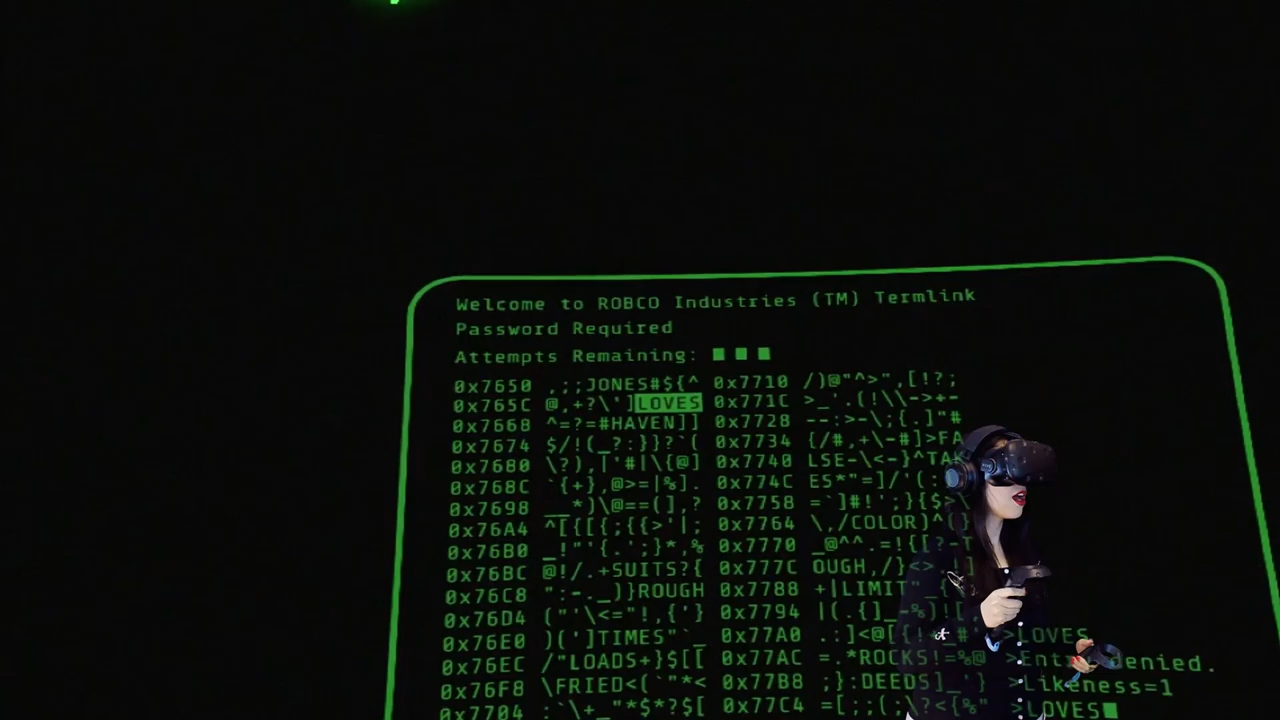 Welcome to ROBCO Industries (TM) Termlink
Password Required
Attempts Remaining: ■ ■ ■
0x7650 ,;;JONES#${^ 0x7710 /)@"^>",[!?;
0x765C @,+?\']LOVES 0x771C >_'.(!\\->+-
0x7668 ^=?=#HAVEN]] 0x7728 --:>-\;{.]"#
0x7674 $/!(_?:}}?`( 0x7734 {/#,+\-#]>FA
0x7680 \?),|'#|\{@] 0x7740 LSE-\<-}^TAK
0x768C `{+},@>=|%]. 0x774C ES*"=]/'(:
0x7698 __*)\@==(],? 0x7758 =`]#!';}{$>\
0x76A4 ^[{[{;{{>'|; 0x7764 \,/COLOR)^(}
0x76B0 _!"'{.';}*,% 0x7770 _@^^.=!{[?-T
0x76BC @!/.+SUITS?{ 0x777C OUGH,/}<>.!]
0x76C8 ":-._)}ROUGH 0x7788 +|LIMIT"_{
0x76D4 ("'\<="!,{'} 0x7794 |(.{]_-%)![
0x76E0 )(']TIMES"`_ 0x77A0 .:]<@[{!<_#' >LOVES
0x76EC /"LOADS+}$[[ 0x77AC =.*ROCKS!=%@ >Entry denied.
0x76F8 \FRIED<(`"*< 0x77B8 ;}:DEEDS]_'} >Likeness=1
0x7704 :`\+_"*$*?$[ 0x77C4 =[;;(;\?<{%" >LOVES■